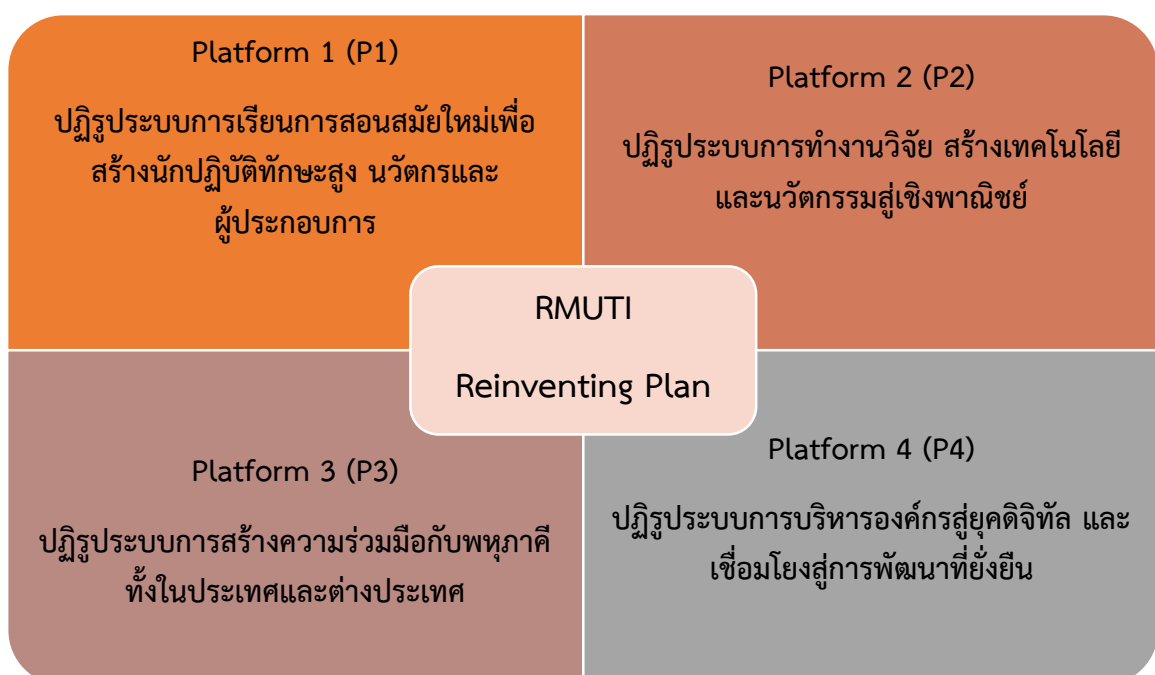 Platform 1 (P1)
ปฏิรูประบบการเรียนการสอนสมัยใหม่เพื่อ
สร้างนักปฏิบัติทักษะสูง นวัตกรและ
ผู้ประกอบการ
Platform 2 (P2)
ปฏิรูประบบการทำงานวิจัย สร้างเทคโนโลยี
และนวัตกรรมสู่เชิงพาณิชย์
RMUTI
Reinventing Plan
Platform 3 (P3)
ปฏิรูประบบการสร้างความร่วมมือกับพหุภาคี
ทั้งในประเทศและต่างประเทศ
Platform 4 (P4)
ปฏิรูประบบการบริหารองค์กรสู่ยุคดิจิทัล และ
เชื่อมโยงสู่การพัฒนาที่ยั่งยืน